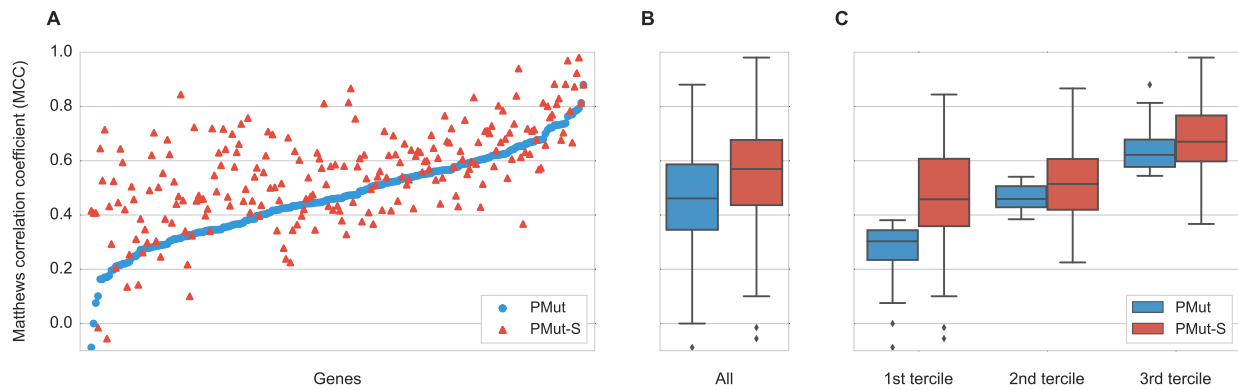 A
B
C
Matthews correlation coefficient (MCC)
1.0
0.8
0.6
0.4
0.2
0.0
PMut
PMut-S
Genes
All
PMut
PMut-S
1st tercile
2nd tercile
3rd tercile